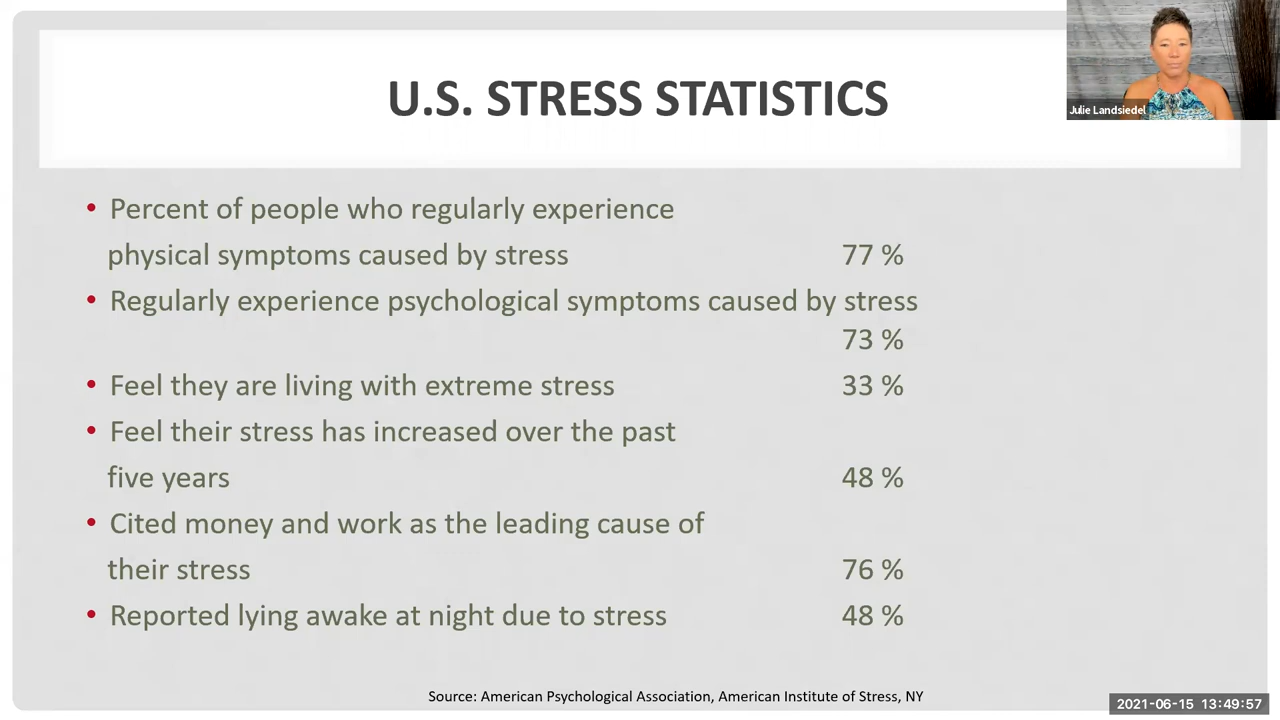 U.S. STRESS STATISTICS
Julie Landsiedel
• Percent of people who regularly experience
physical symptoms caused by stress 77 %
• Regularly experience psychological symptoms caused by stress
73 %
• Feel they are living with extreme stress 33 %
• Feel their stress has increased over the past
five years 48 %
• Cited money and work as the leading cause of
their stress 76 %
• Reported lying awake at night due to stress 48 %
Source: American Psychological Association, American Institute of Stress, NY
2021-06-15 13:49:57